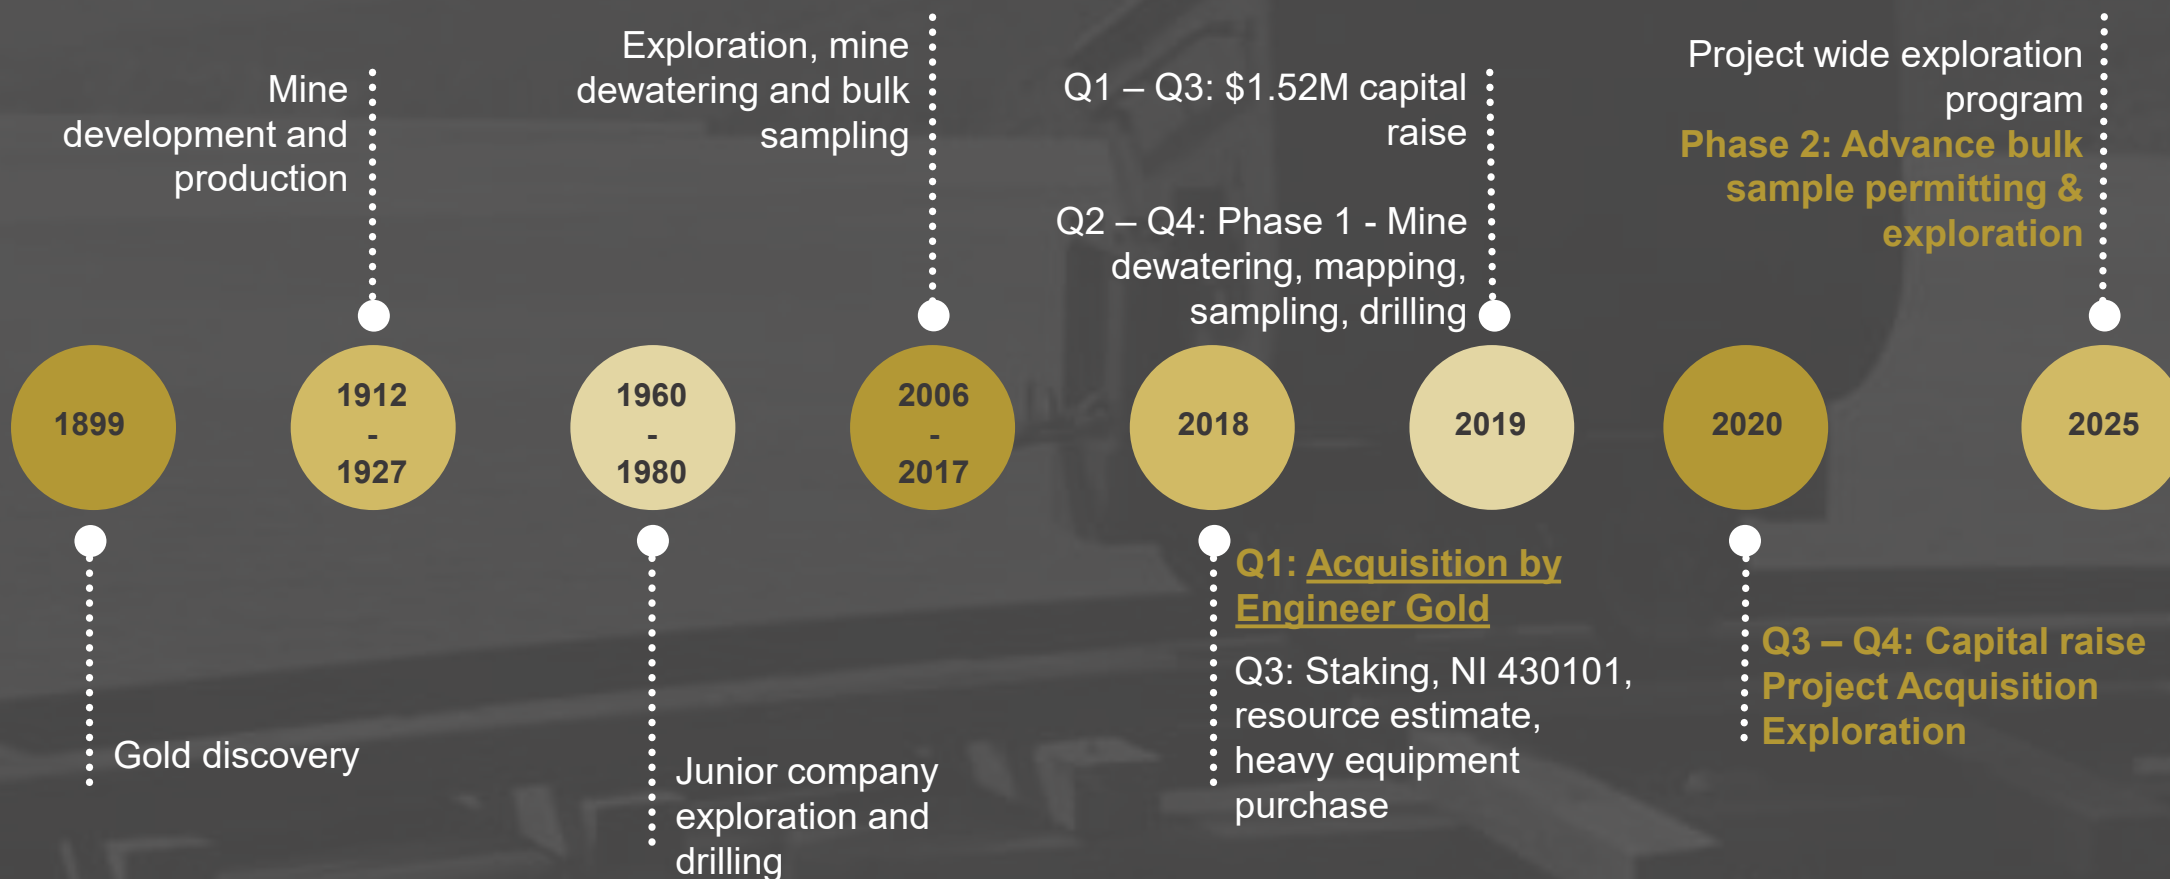 Mine
development and
production
Exploration, mine
dewatering and bulk
sampling
Q1 – Q3: $1.52M capital
raise
Q2 – Q4: Phase 1 - Mine
dewatering, mapping,
sampling, drilling
Project wide exploration
program
Phase 2: Advance bulk
sample permitting &
exploration
1899
1912
-
1927
1960
-
1980
2006
-
2017
2018
2019
2020
2025
Gold discovery
Junior company
exploration and
drilling
Q1: Acquisition by
Engineer Gold
Q3: Staking, NI 430101,
resource estimate,
heavy equipment
purchase
Q3 – Q4: Capital raise
Project Acquisition
Exploration